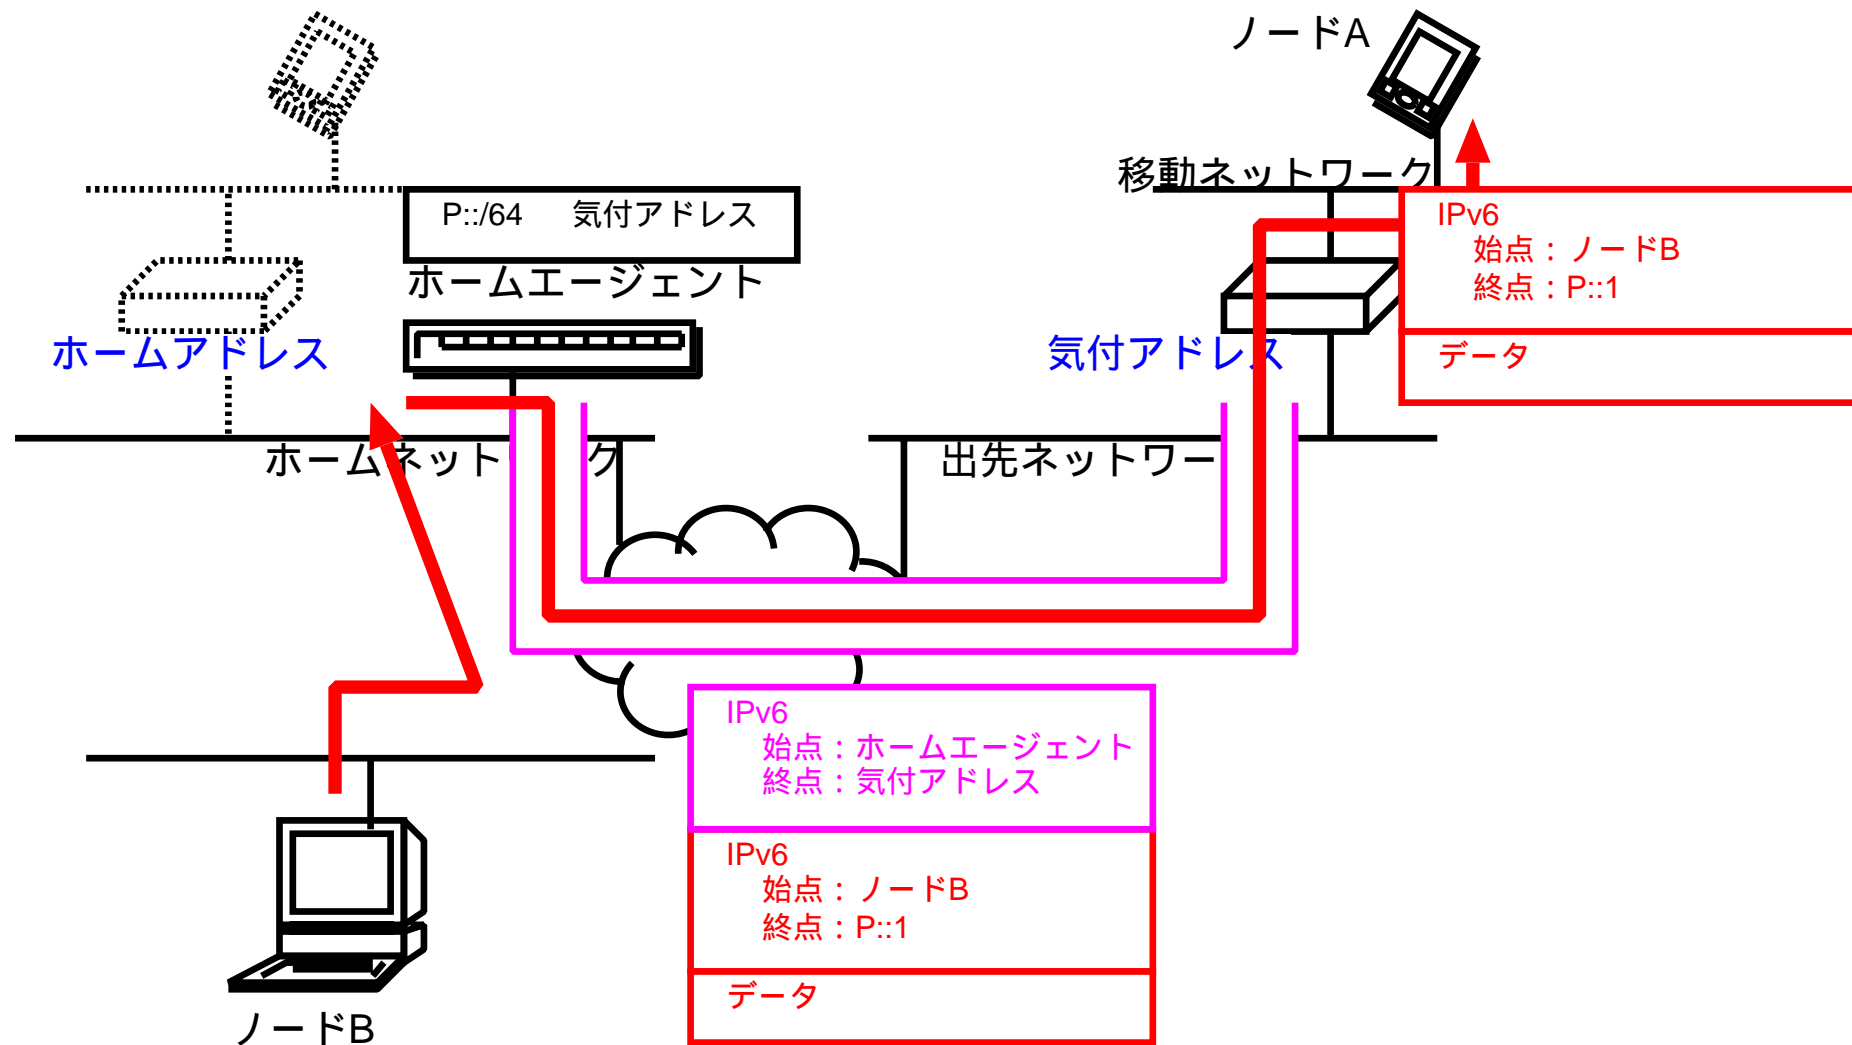 ノードA
移動ネットワーク
P::/64 気付アドレス
ホームエージェント
IPv6
始点：ノードB
終点：P::1
データ
ホームアドレス
気付アドレス
ホームネット
ク
出先ネットワー
IPv6
始点：ホームエージェント
終点：気付アドレス
IPv6
始点：ノードB
終点：P::1
データ
ノードB